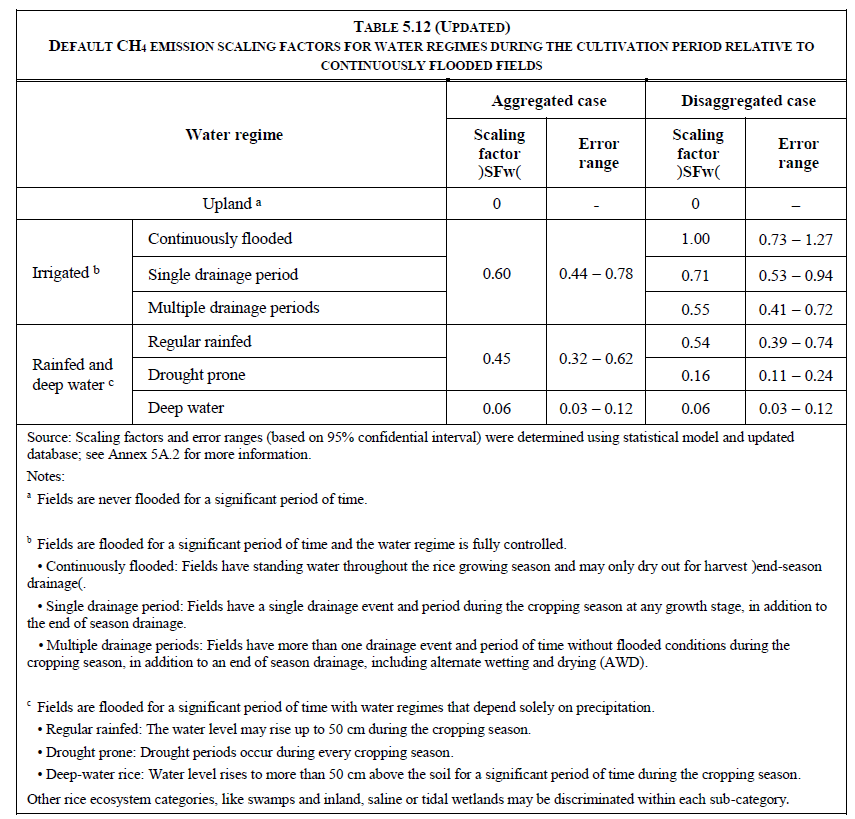 TABLE 5.12 (UPDATED)
DEFAULT CH4 EMISSION SCALING FACTORS FOR WATER REGIMES DURING THE CULTIVATION PERIOD RELATIVE TO
CONTINUOUSLY FLOODED FIELDS
Water regime
Aggregated case
Disaggregated case
Scaling
factor
)SFw(
Error
range
Scaling
factor
)SFw(
Error
range
Upland a 0 - 0 –
Irrigated b
Continuously flooded
0.60 0.44 – 0.78
1.00 0.73 – 1.27
Single drainage period 0.71 0.53 – 0.94
Multiple drainage periods 0.55 0.41 – 0.72
Rainfed and
deep water c
Regular rainfed
0.45 0.32 – 0.62
0.54 0.39 – 0.74
Drought prone 0.16 0.11 – 0.24
Deep water 0.06 0.03 – 0.12 0.06 0.03 – 0.12
Source: Scaling factors and error ranges (based on 95% confidential interval) were determined using statistical model and updated
database; see Annex 5A.2 for more information.
Notes:
a Fields are never flooded for a significant period of time.
b Fields are flooded for a significant period of time and the water regime is fully controlled.
• Continuously flooded: Fields have standing water throughout the rice growing season and may only dry out for harvest )end-season
drainage(.
• Single drainage period: Fields have a single drainage event and period during the cropping season at any growth stage, in addition to
the end of season drainage.
• Multiple drainage periods: Fields have more than one drainage event and period of time without flooded conditions during the
cropping season, in addition to an end of season drainage, including alternate wetting and drying (AWD).
c Fields are flooded for a significant period of time with water regimes that depend solely on precipitation.
• Regular rainfed: The water level may rise up to 50 cm during the cropping season.
• Drought prone: Drought periods occur during every cropping season.
• Deep-water rice: Water level rises to more than 50 cm above the soil for a significant period of time during the cropping season.
Other rice ecosystem categories, like swamps and inland, saline or tidal wetlands may be discriminated within each sub-category.